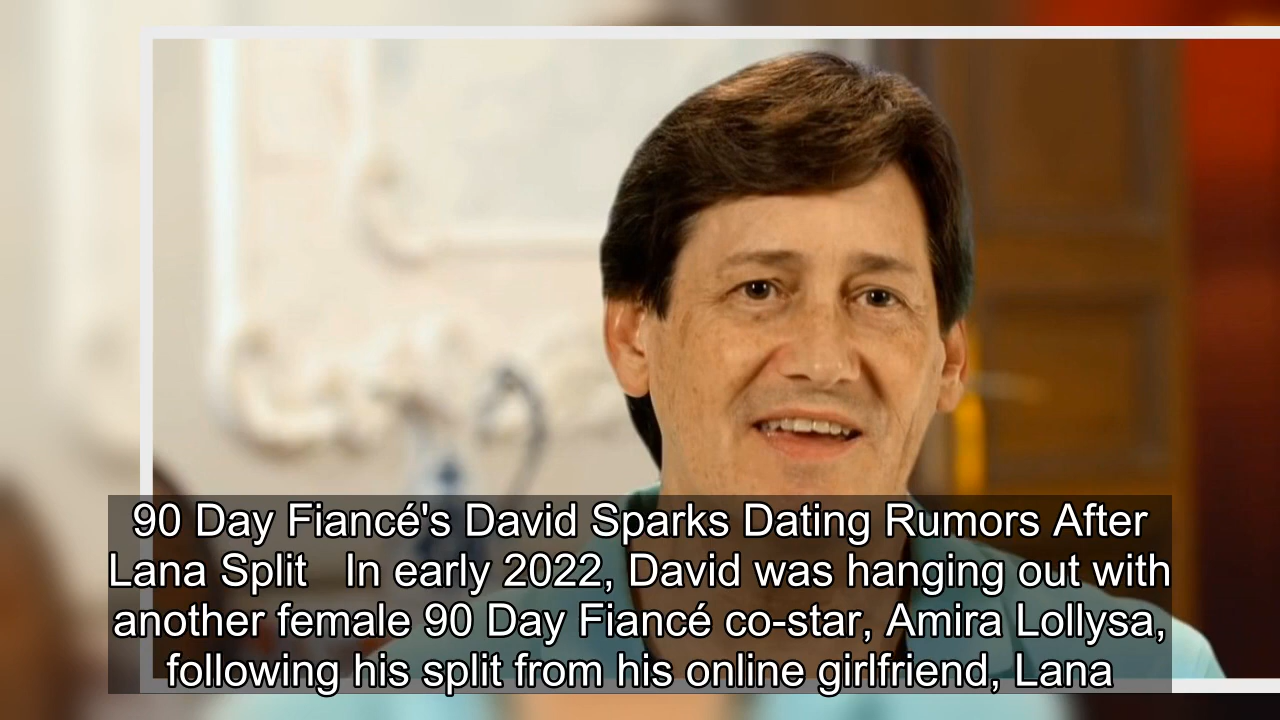 90 Day Fiancé's David Sparks Dating Rumors After
Lana Split   In early 2022, David was hanging out with
another female 90 Day Fiancé co-star, Amira Lollysa,
following his split from his online girlfriend, Lana